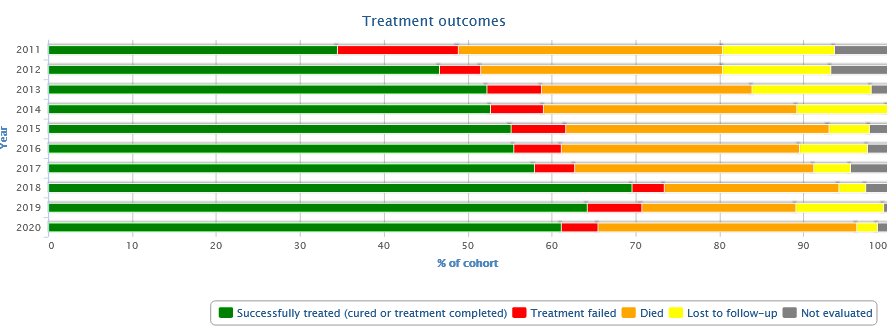 Treatment outcomes
2011
2012
2013
2014
2015
2016
2017
2018
2019
2020
Year
0 10 20 30 40 50 60 70 80 90 100
% of cohort
Successfully treated (cured or treatment completed) Treatment failed Died Lost to follow-up Not evaluated